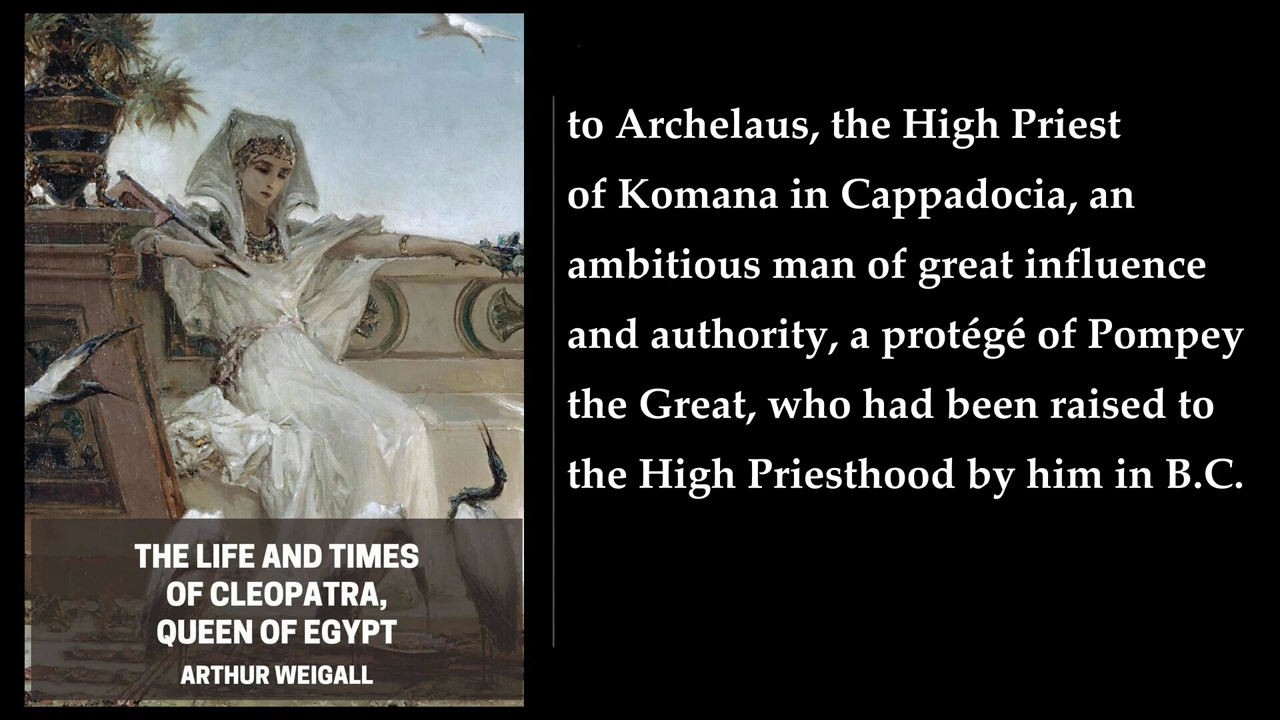 to Archelaus, the High Priest
of Komana in Cappadocia, an
ambitious man of great influence
and authority, a protégé of Pompey
the Great, who had been raised to
the High Priesthood by him in B.C.
THE LIFE AND TIMES
OF CLEOPATRA,
QUEEN OF EGYPT
ARTHUR WEIGALL